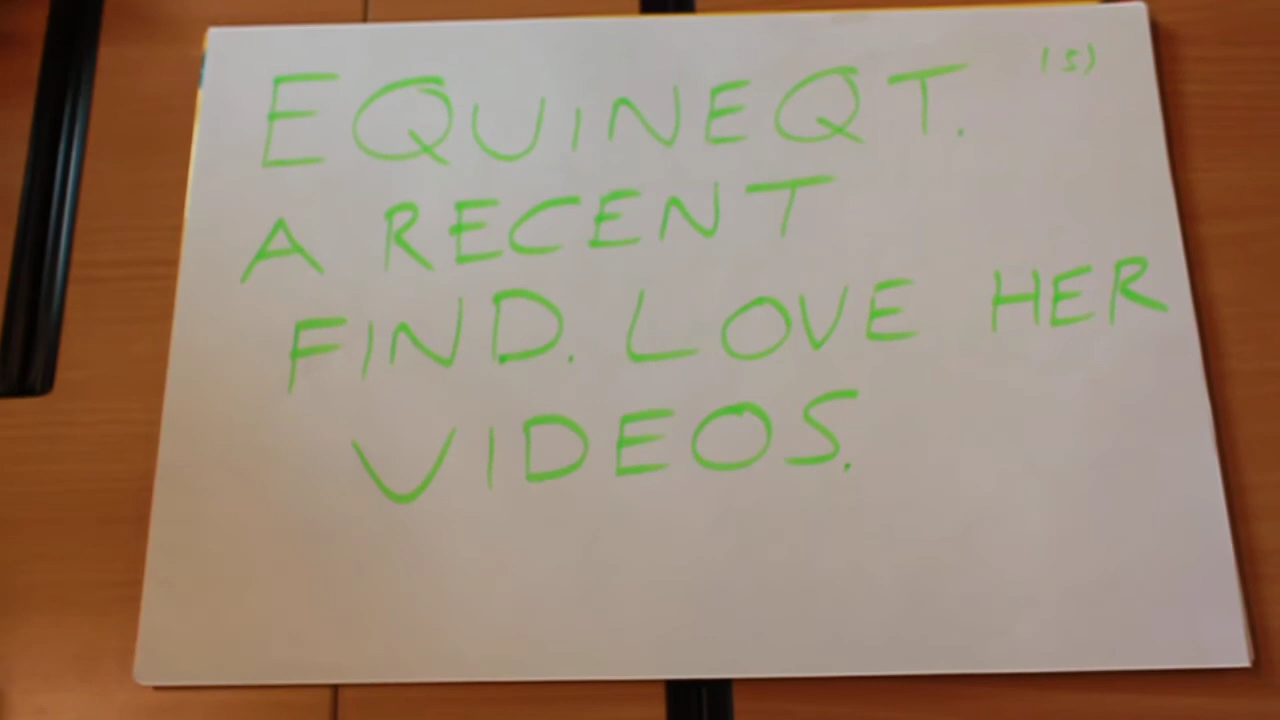 EQUINEQT. (5)
A RECENT
FIND. LOVE HER
VIDEOS.